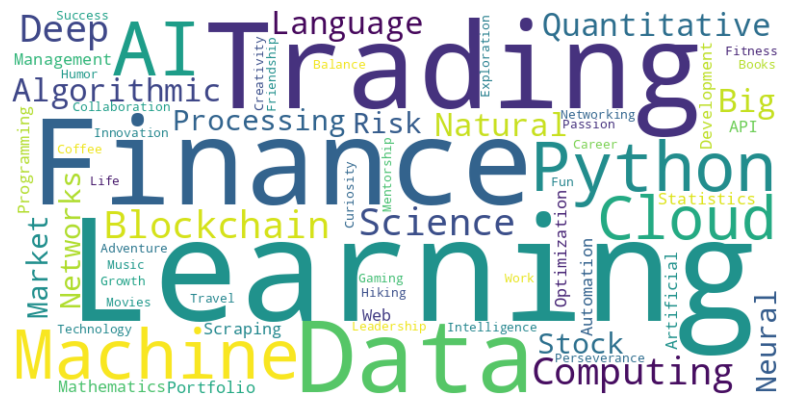 Success
Deep
AI
Trading
Language
Quantitative
Management
Humor
Creativity
Friendship
Balance
Exploration
Development
Fitness
Books
Algorithmic
Collaboration
Innovation
Processing
Risk
Natural
Networking
Passion
Big
API
Programming
Coffee
Life
Finance
Curiosity
Mentorship
Python
Career
Fun
Statistics
Market
Networks
Blockchain
Science
Cloud
Adventure
Music
Growth
Movies
Travel
Learning
Gaming
Hiking
Work
Optimization
Automation
Artificial
Neural
Technology
Scraping
Web
Leadership
Intelligence
Stock
Perseverance
Machine
Data
Computing
Mathematics
Portfolio